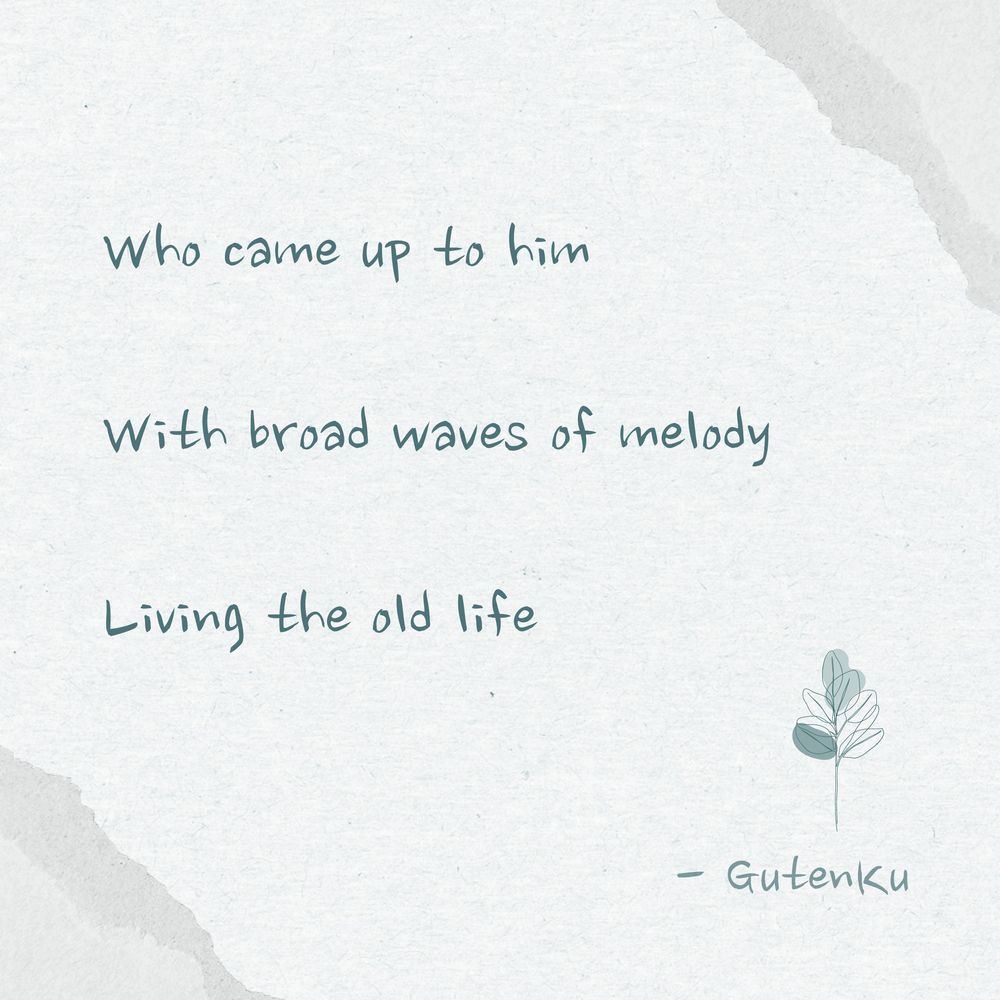 Who came up to him
With broad waves of melody
Living the old life
- GutenKu